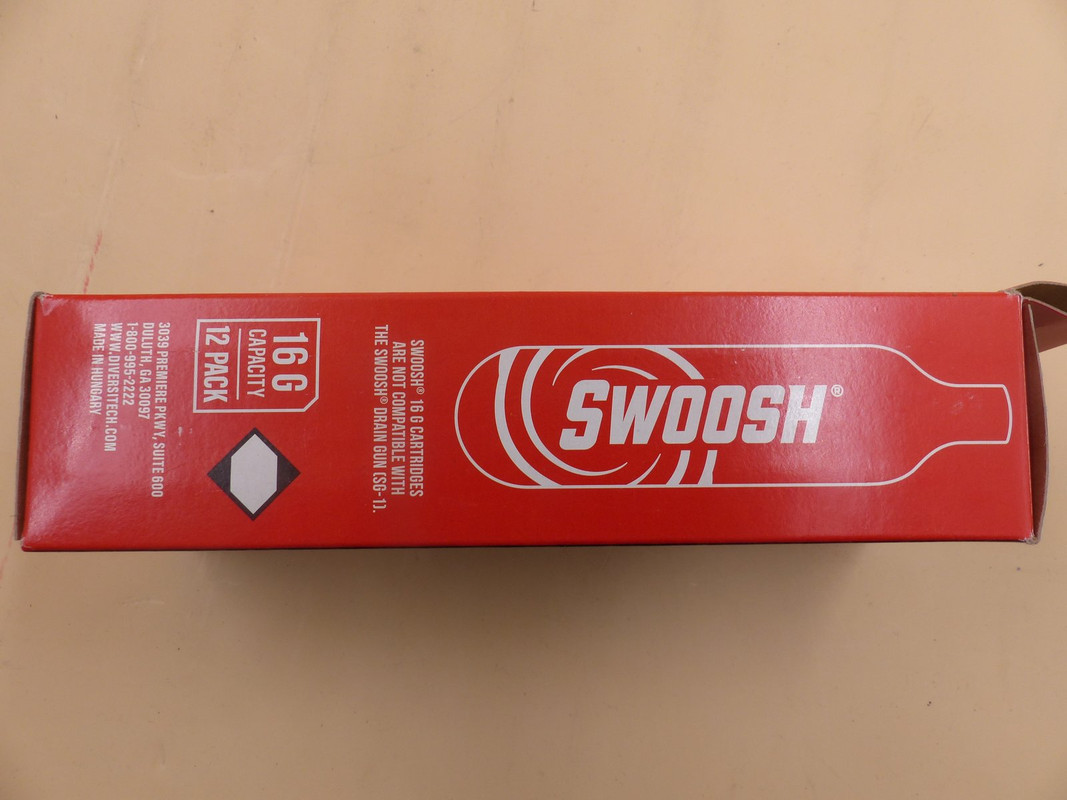 SWOOSH®
SWOOSH® 16 G CARTRIDGES
ARE NOT COMPATIBLE WITH
THE SWOOSH® DRAIN GUN (SG-1).
16 G
CAPACITY
12 PACK
3039 PREMIERE PKWY, SUITE 600
DULUTH, GA 30097
1-800-995-2222
WWW.DIVERSITECH.COM
MADE IN HUNGARY